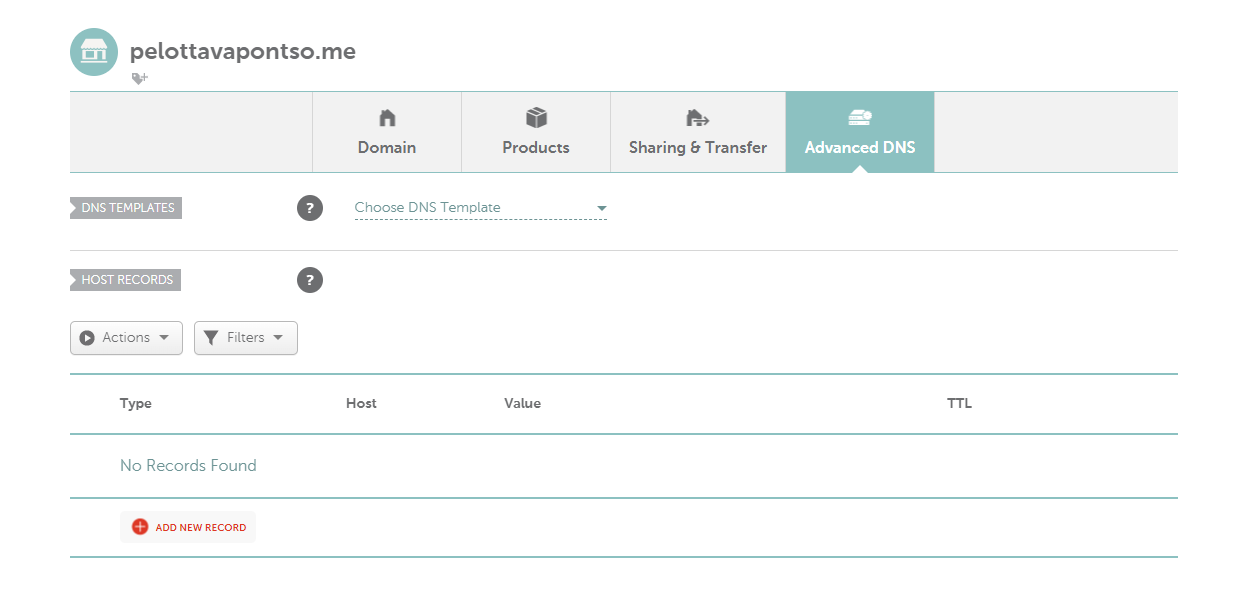 pelottavapontso.me
Domain
Products
Sharing & Transfer
Advanced DNS
DNS TEMPLATES
?
Choose DNS Template
HOST RECORDS
?
Actions
Filters
Type Host Value TTL
No Records Found
ADD NEW RECORD